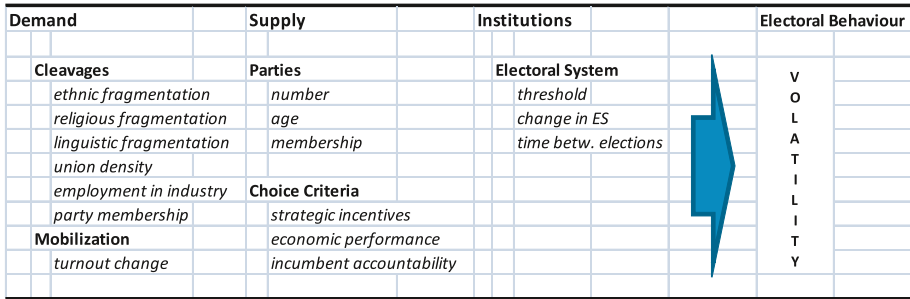 Demand Supply Institutions Electoral Behaviour
Cleavages Parties Electoral System
ethnic fragmentation number threshold
religious fragmentation age change in ES
linguistic fragmentation membership time betw. elections
union density
employment in industry Choice Criteria
party membership strategic incentives
Mobilization economic performance
turnout change incumbent accountability
VOLATILITY